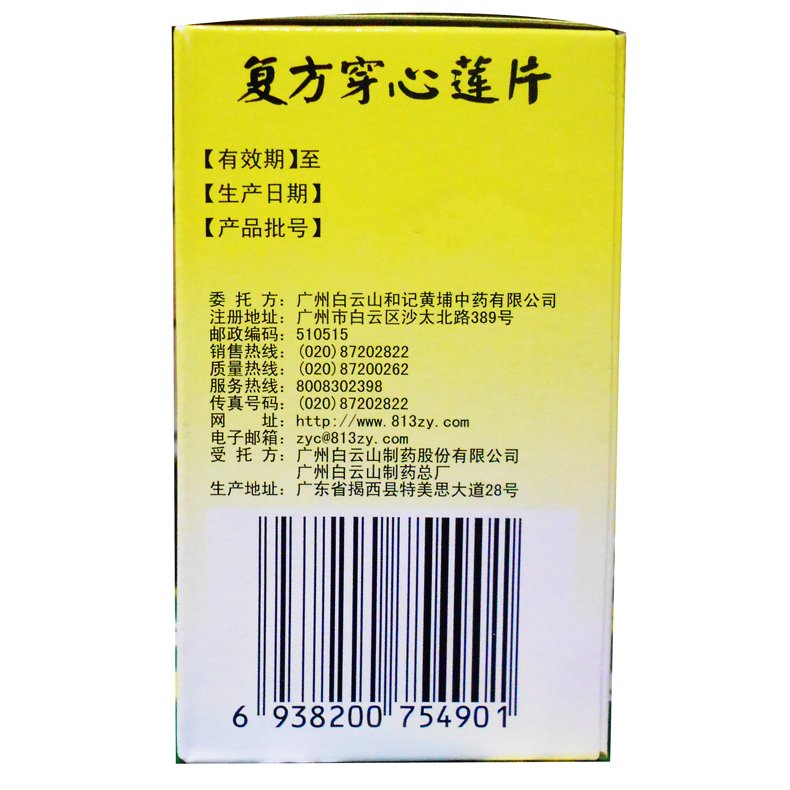 复方穿心莲片
【有效期】至
【生产日期】
【产品批号】
委托方：广州白云山和记黄埔中药有限公司
注册地址：广州市白云区沙太北路389号
邮政编码：510515
销售热线：(020)87202822
质量热线：(020)87200262
服务热线：8008302398
传真号码：(020)87202822
网址：http://www.813zy.com
电子邮箱：zyc@813zy.com
受托方：广州白云山制药股份有限公司
广州白云山制药总厂
生产地址：广东省揭西县特美思大道28号
6 938200 754901